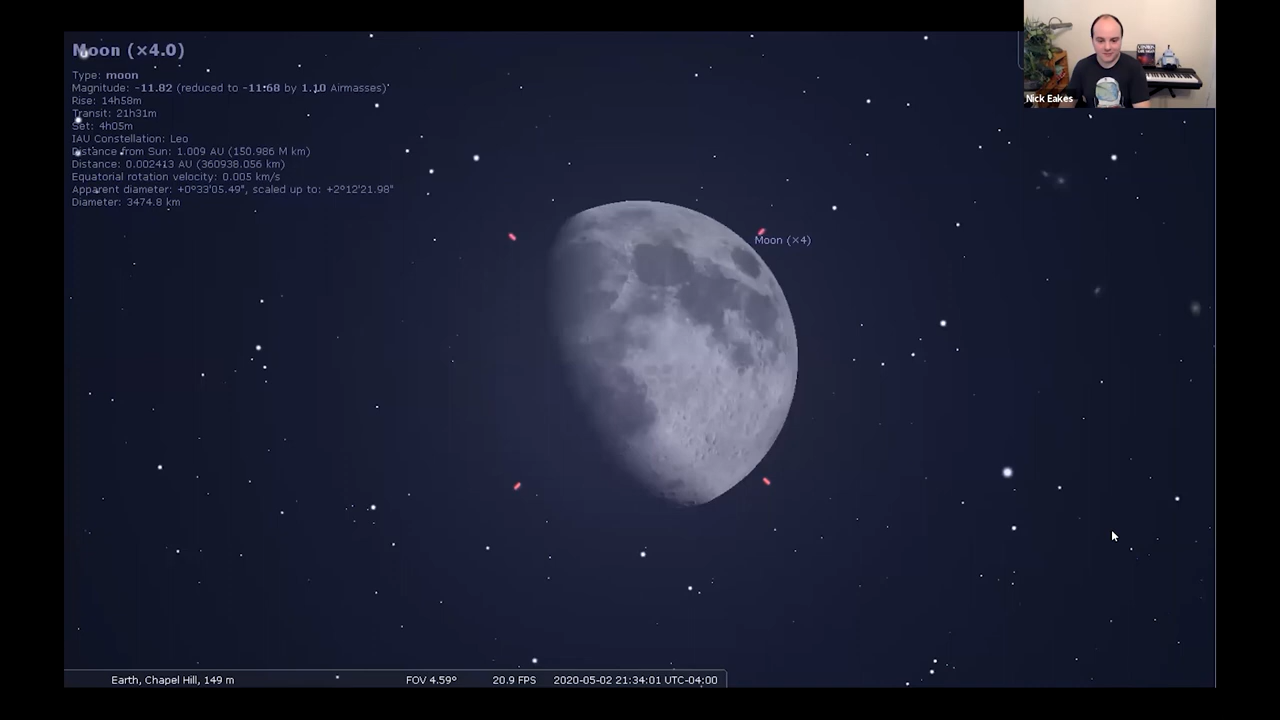 Moon (×4.0)
Type: moon
Magnitude: -11.82 (reduced to -11.68 by 1.10 Airmasses)
Rise: 14h58m
Transit: 21h31m
Set: 4h05m
IAU Constellation: Leo
Distance from Sun: 1.009 AU (150.986 M km)
Distance: 0.002413 AU (360938.056 km)
Equatorial rotation velocity: 0.005 km/s
Apparent diameter: +0°33'05.49", scaled up to: +2°12'21.98"
Diameter: 3474.8 km
Nick Eakes
Moon (×4)
Earth, Chapel Hill, 149 m FOV 4.59° 20.9 FPS 2020-05-02 21:34:01 UTC-04:00